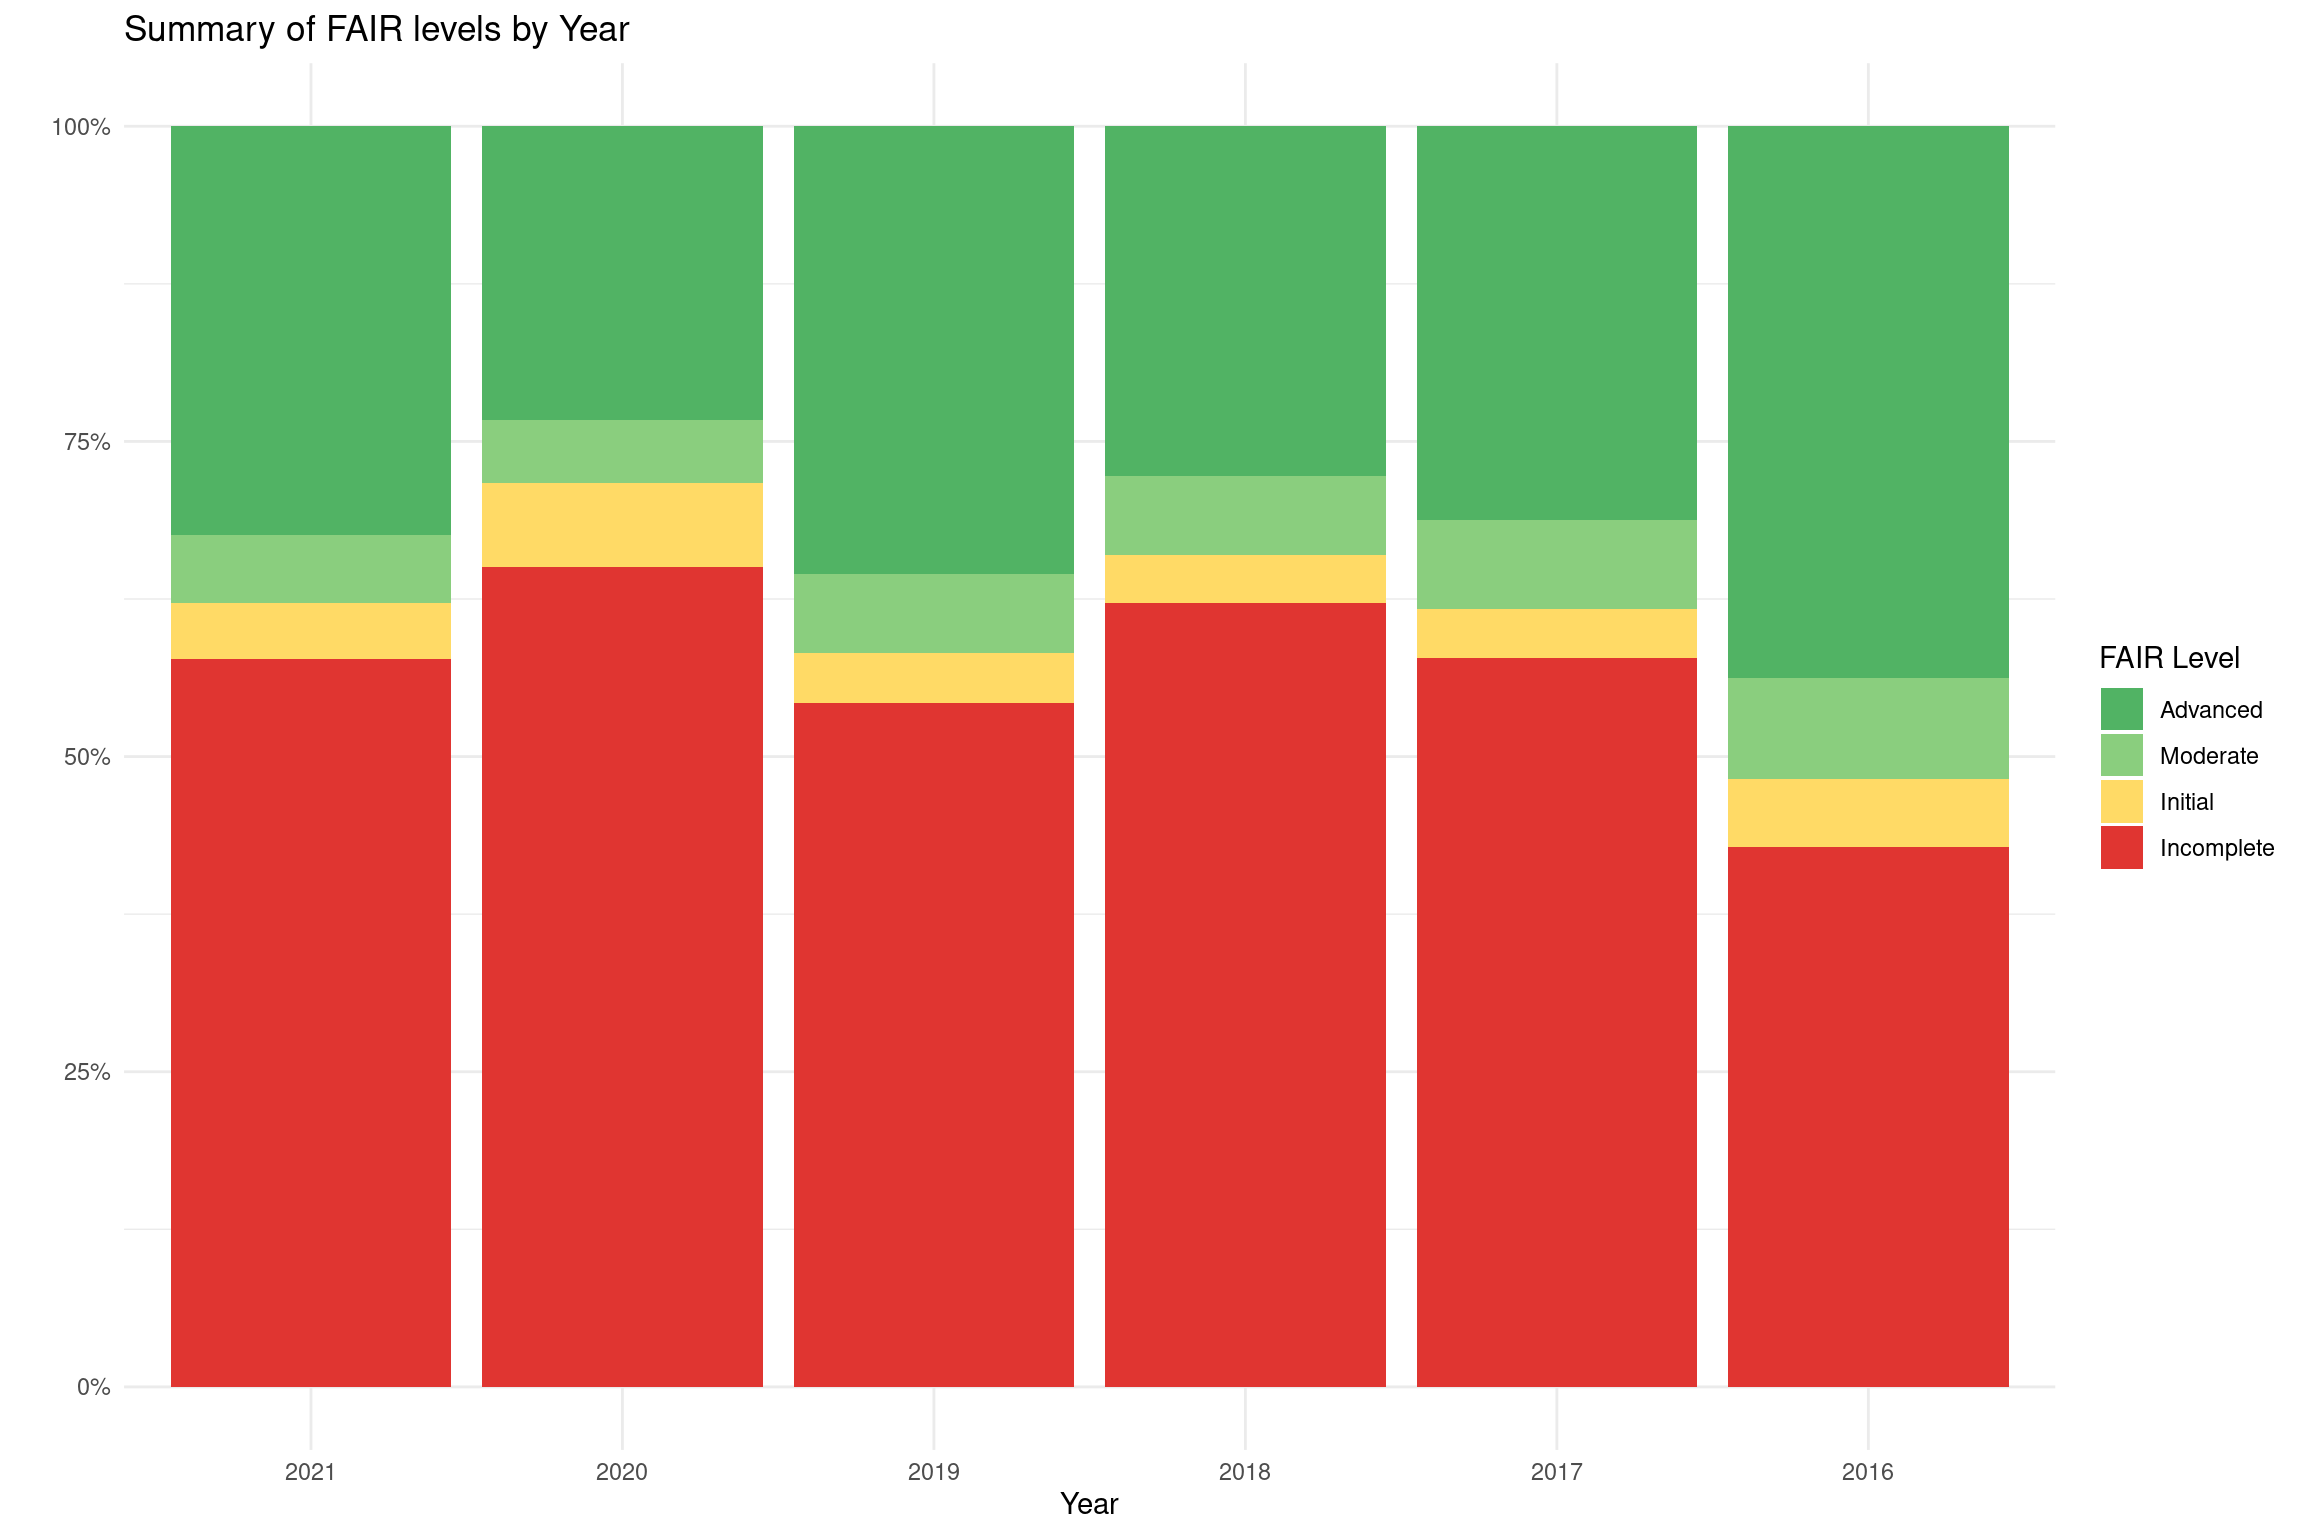 Summary of FAIR levels by Year
100%
75%
50%
25%
0%
2021
2020
2019
2018
2017
2016
Year
FAIR Level
Advanced
Moderate
Initial
Incomplete